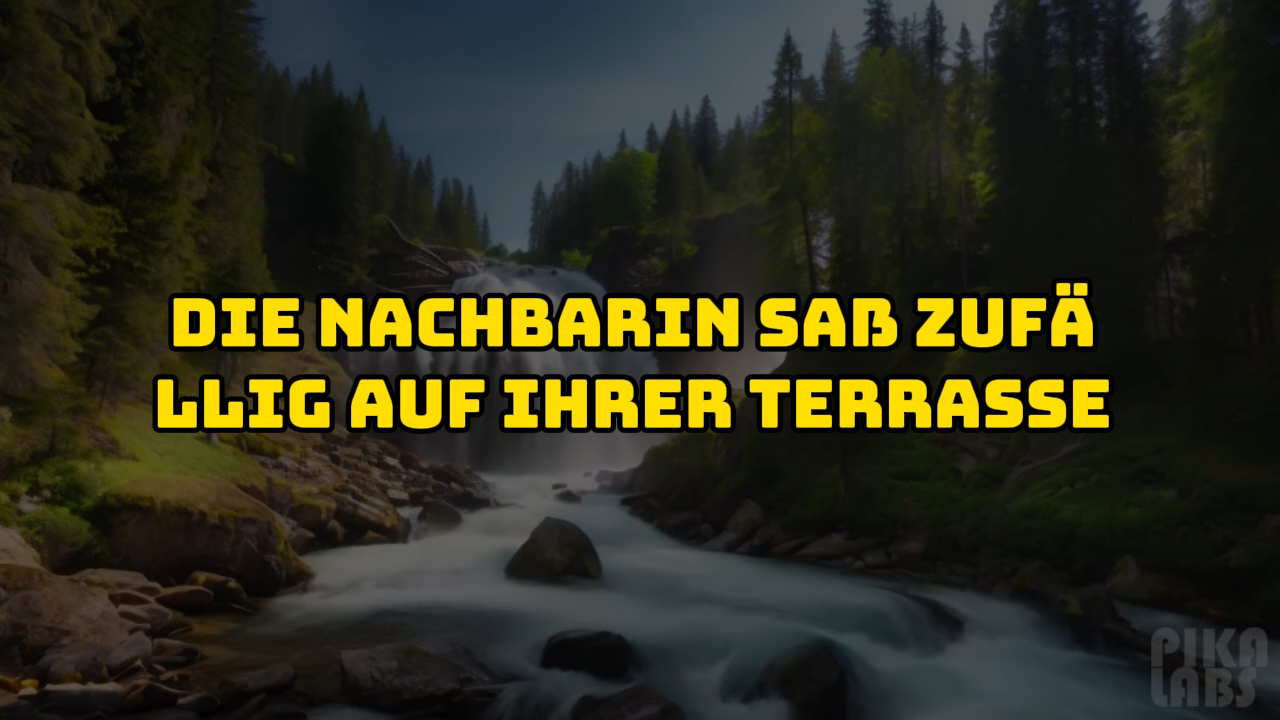 DIE NACHBARIN SAß ZUFÄ
LLIG AUF IHRER TERRASSE
PIKA
LABS